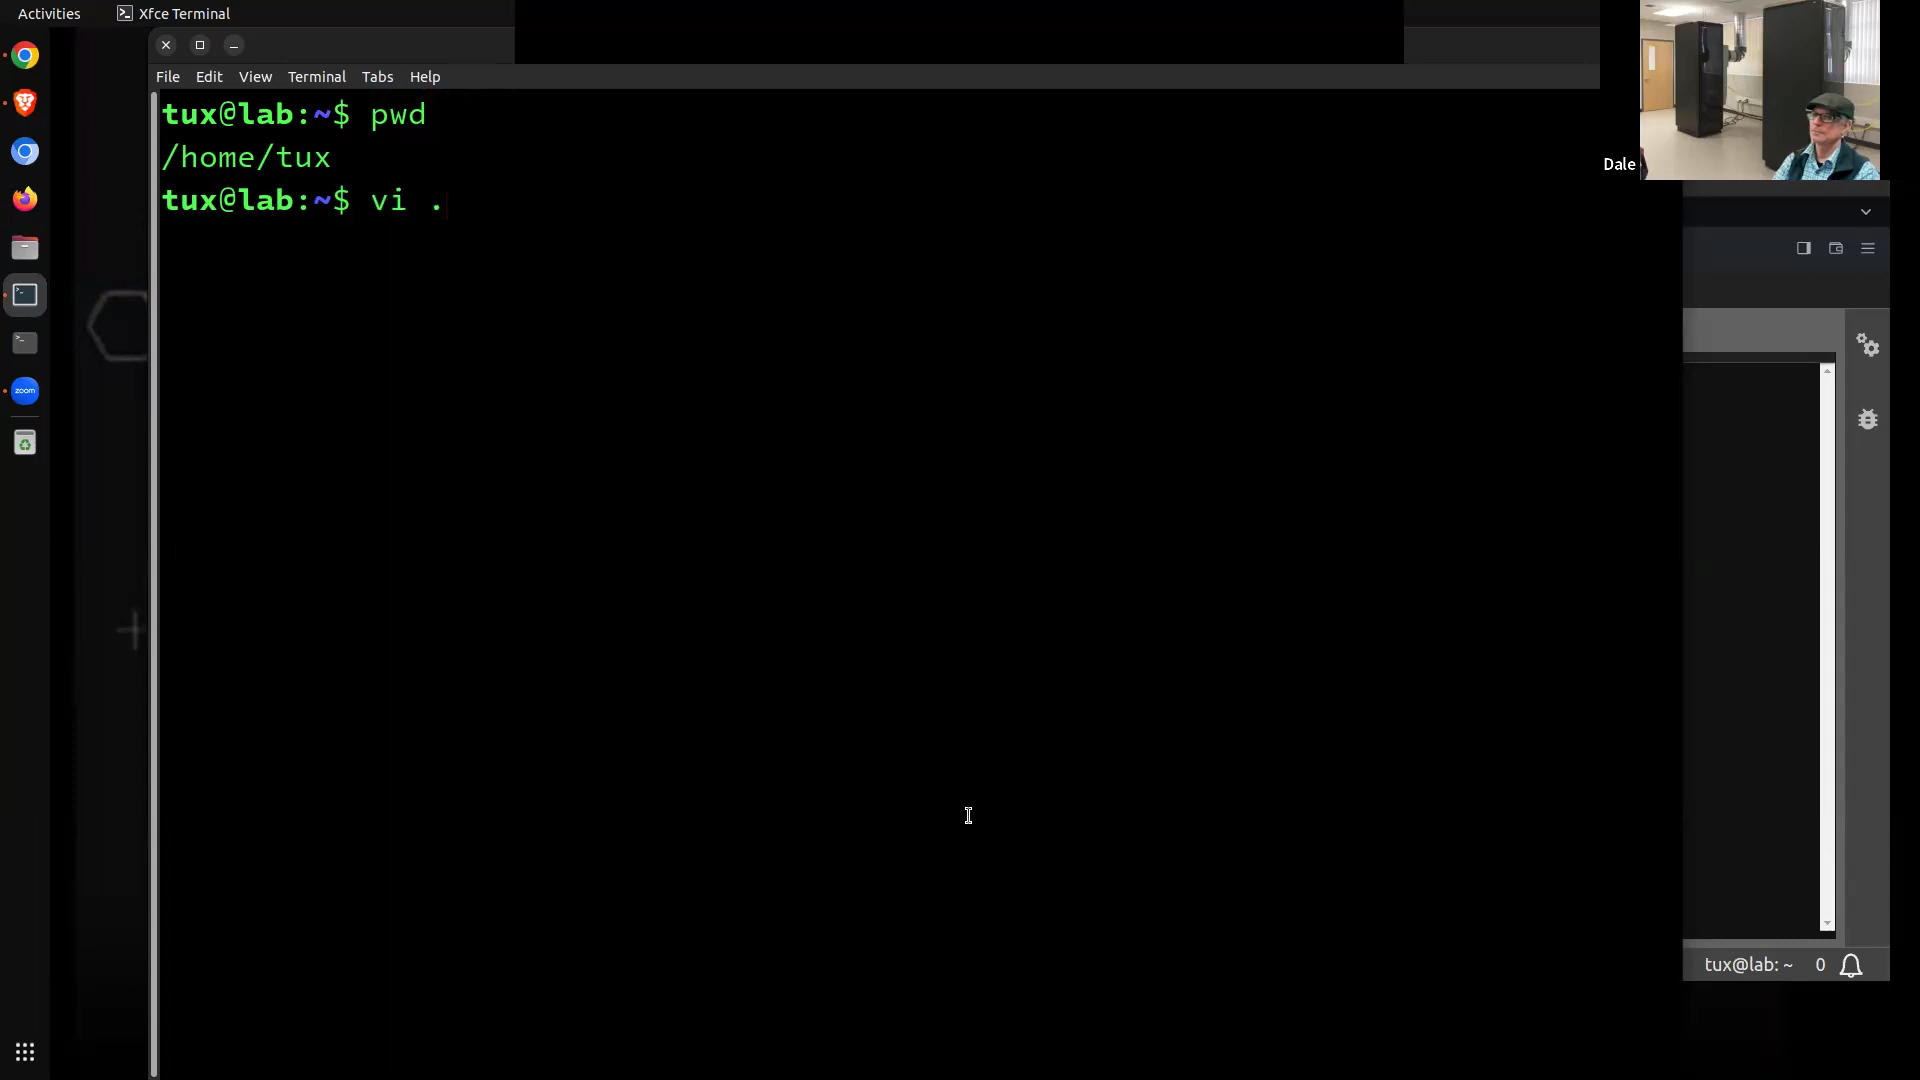 Activities
Xfce Terminal
File Edit View Terminal Tabs Help
tux@lab:~$ pwd
/home/tux
tux@lab:~$ vi .
Dale
zoom
tux@lab: ~ 0